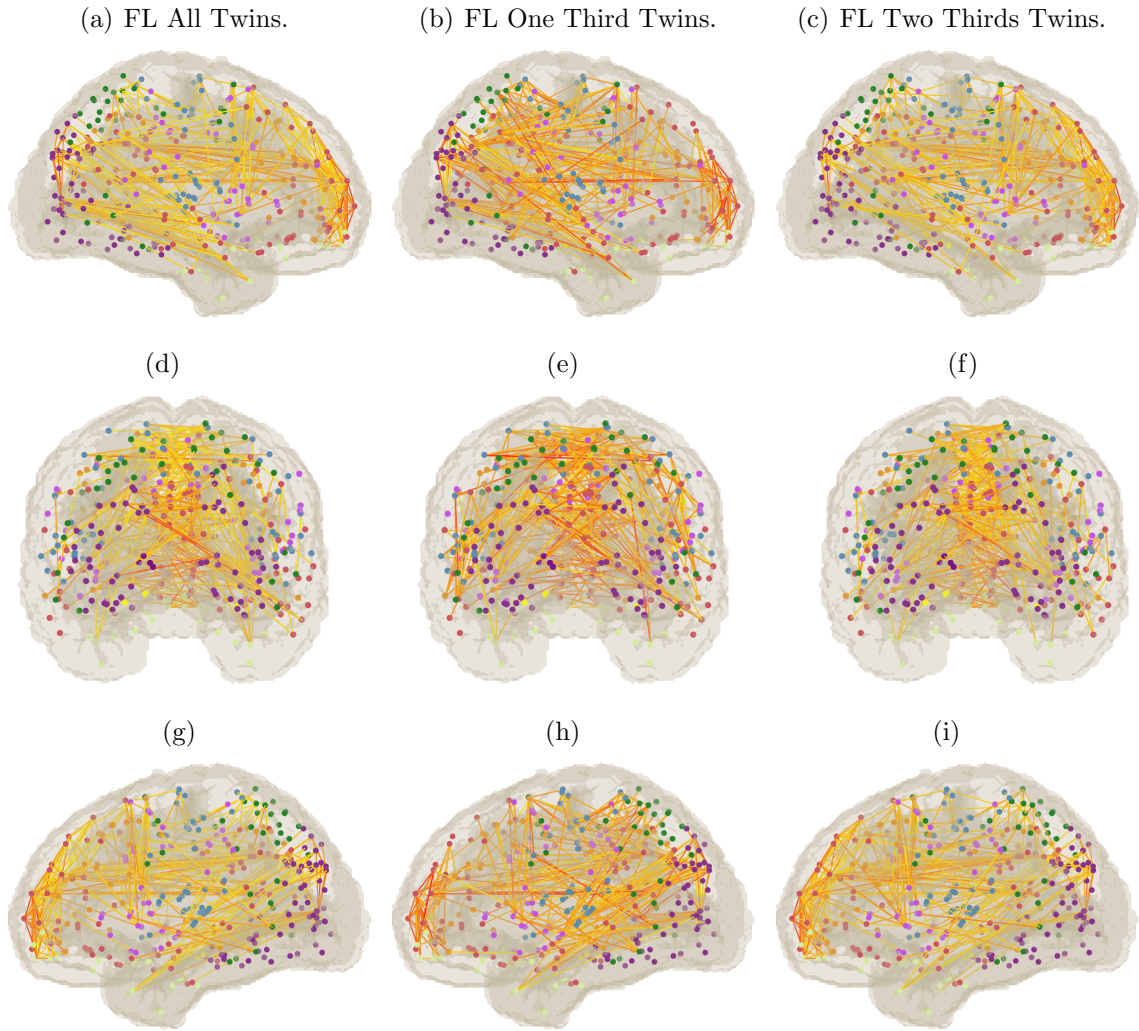 (a) FL All Twins.
(b) FL One Third Twins.
(c) FL Two Thirds Twins.
(d)
(e)
(f)
(g)
(h)
(i)